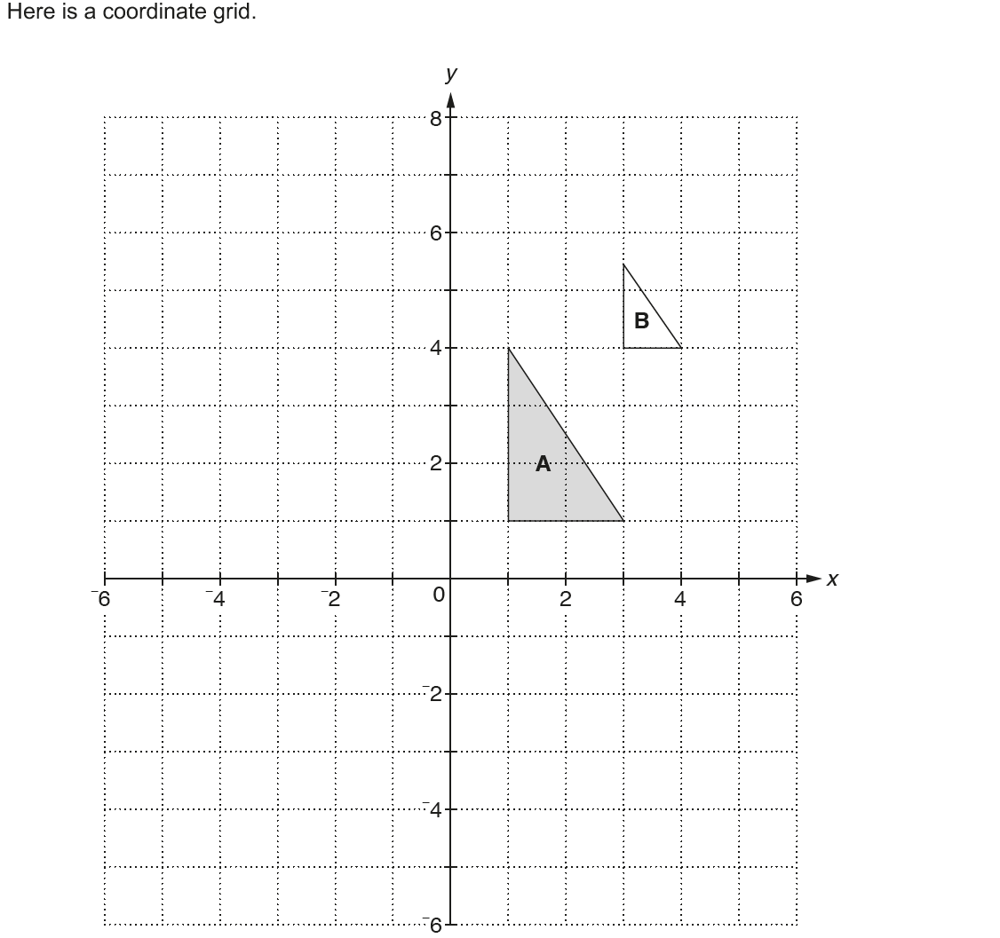 Here is a coordinate grid.
y
8
6
B
4
A
2
⁻6 ⁻4 ⁻2 0 2 4 6 x
⁻2
⁻4
⁻6